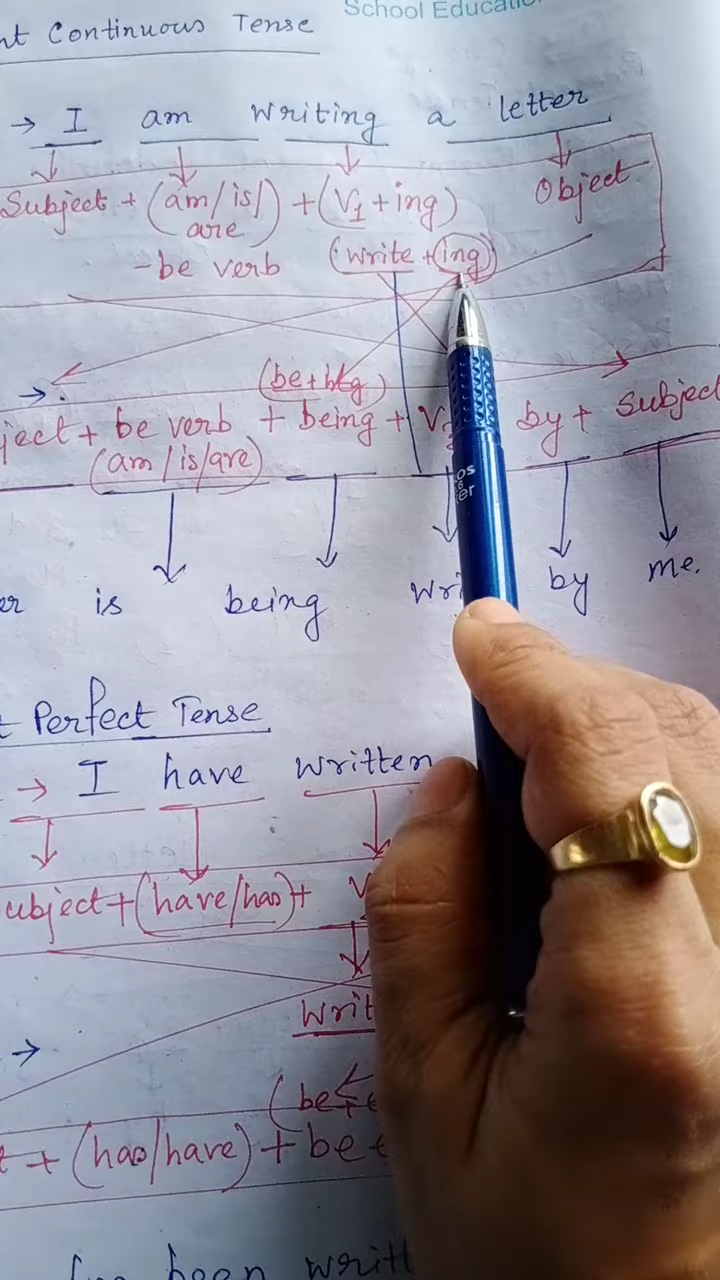 School Educatio
nt Continuous Tense
→ I am writing a letter
Subject + (am/is/are) + (V1 + ing) Object
- be verb (write + ing)
→
(be + ing)
ject + be verb + being + V by + Subject
(am/is/are)
er is being wri by me.
t Perfect Tense
→ I have written
ubject + (have/has) + V
writ
→
(be +
t + (has/have) + be +
been writt